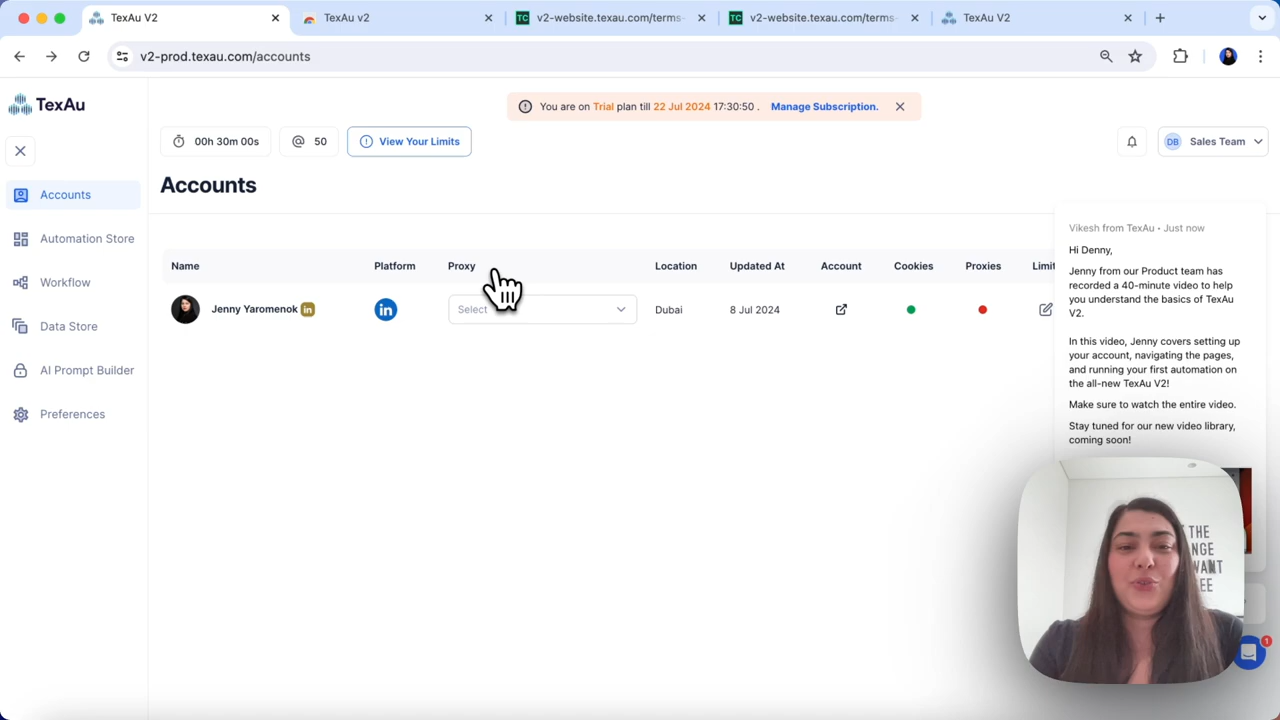 TexAu V2
TexAu v2
v2-website.texau.com/terms-
v2-website.texau.com/terms-
TexAu V2
v2-prod.texau.com/accounts
TexAu
You are on Trial plan till 22 Jul 2024 17:30:50 . Manage Subscription.
00h 30m 00s
@ 50
View Your Limits
DB Sales Team
Accounts
Accounts
Automation Store
Workflow
Data Store
AI Prompt Builder
Preferences
Name Platform Proxy Location Updated At Account Cookies Proxies Limit
Jenny Yaromenok in
in
Select
Dubai
8 Jul 2024
Vikesh from TexAu • Just now
Hi Denny,
Jenny from our Product team has
recorded a 40-minute video to help
you understand the basics of TexAu
V2.
In this video, Jenny covers setting up
your account, navigating the pages,
and running your first automation on
the all-new TexAu V2!
Make sure to watch the entire video.
Stay tuned for our new video library,
coming soon!
THE
NGE
WANT
EE
1